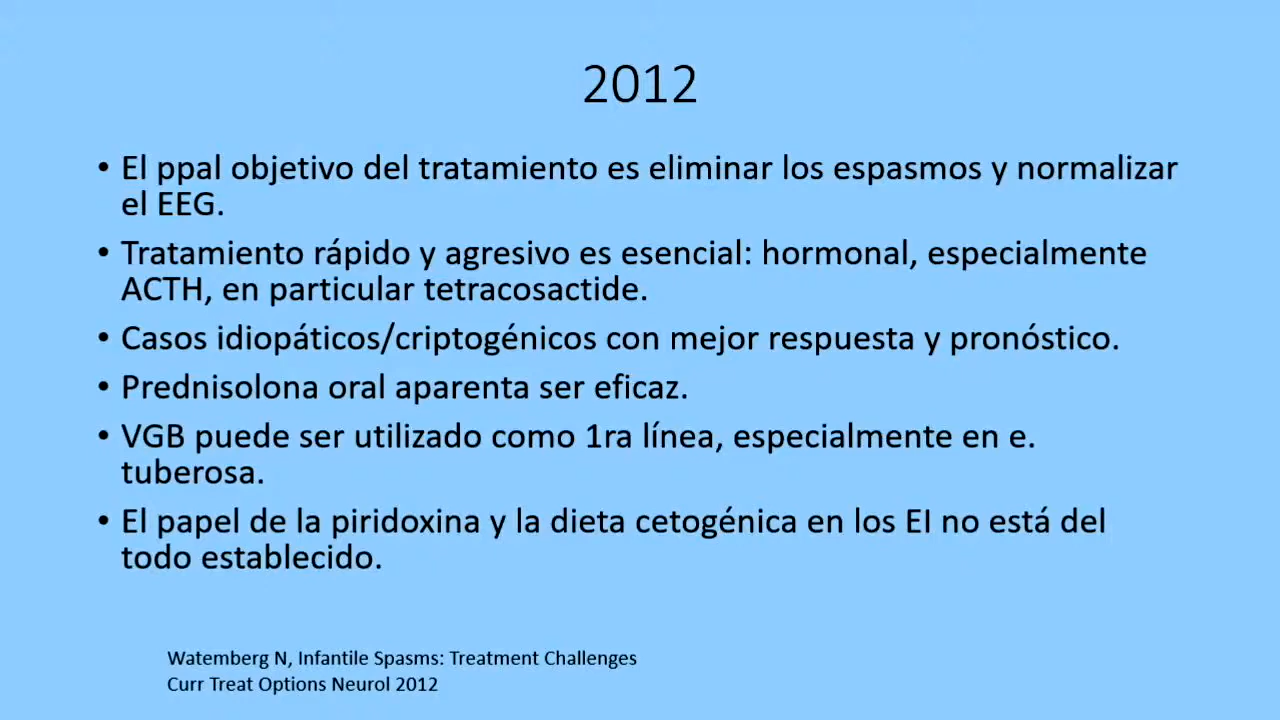 2012
• El ppal objetivo del tratamiento es eliminar los espasmos y normalizar
el EEG.
• Tratamiento rápido y agresivo es esencial: hormonal, especialmente
ACTH, en particular tetracosactide.
• Casos idiopáticos/criptogénicos con mejor respuesta y pronóstico.
• Prednisolona oral aparenta ser eficaz.
• VGB puede ser utilizado como 1ra línea, especialmente en e.
tuberosa.
• El papel de la piridoxina y la dieta cetogénica en los EI no está del
todo establecido.
Watemberg N, Infantile Spasms: Treatment Challenges
Curr Treat Options Neurol 2012